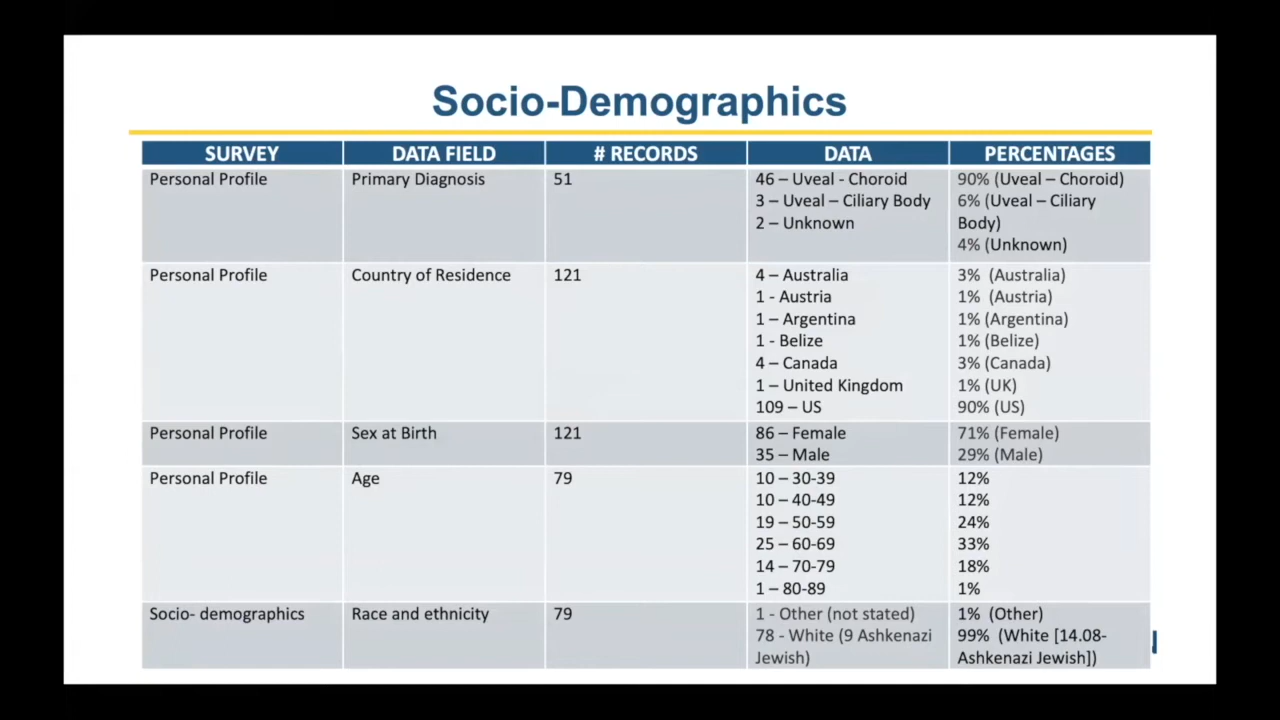 Socio-Demographics
SURVEY DATA FIELD # RECORDS DATA PERCENTAGES
Personal Profile Primary Diagnosis 51 46 – Uveal - Choroid 90% (Uveal – Choroid)
3 – Uveal – Ciliary Body 6% (Uveal – Ciliary
2 – Unknown Body)
4% (Unknown)
Personal Profile Country of Residence 121 4 – Australia 3% (Australia)
1 - Austria 1% (Austria)
1 – Argentina 1% (Argentina)
1 - Belize 1% (Belize)
4 – Canada 3% (Canada)
1 – United Kingdom 1% (UK)
109 – US 90% (US)
Personal Profile Sex at Birth 121 86 – Female 71% (Female)
35 – Male 29% (Male)
Personal Profile Age 79 10 – 30-39 12%
10 – 40-49 12%
19 – 50-59 24%
25 – 60-69 33%
14 – 70-79 18%
1 – 80-89 1%
Socio- demographics Race and ethnicity 79 1 - Other (not stated) 1% (Other)
78 - White (9 Ashkenazi 99% (White [14.08-
Jewish) Ashkenazi Jewish])